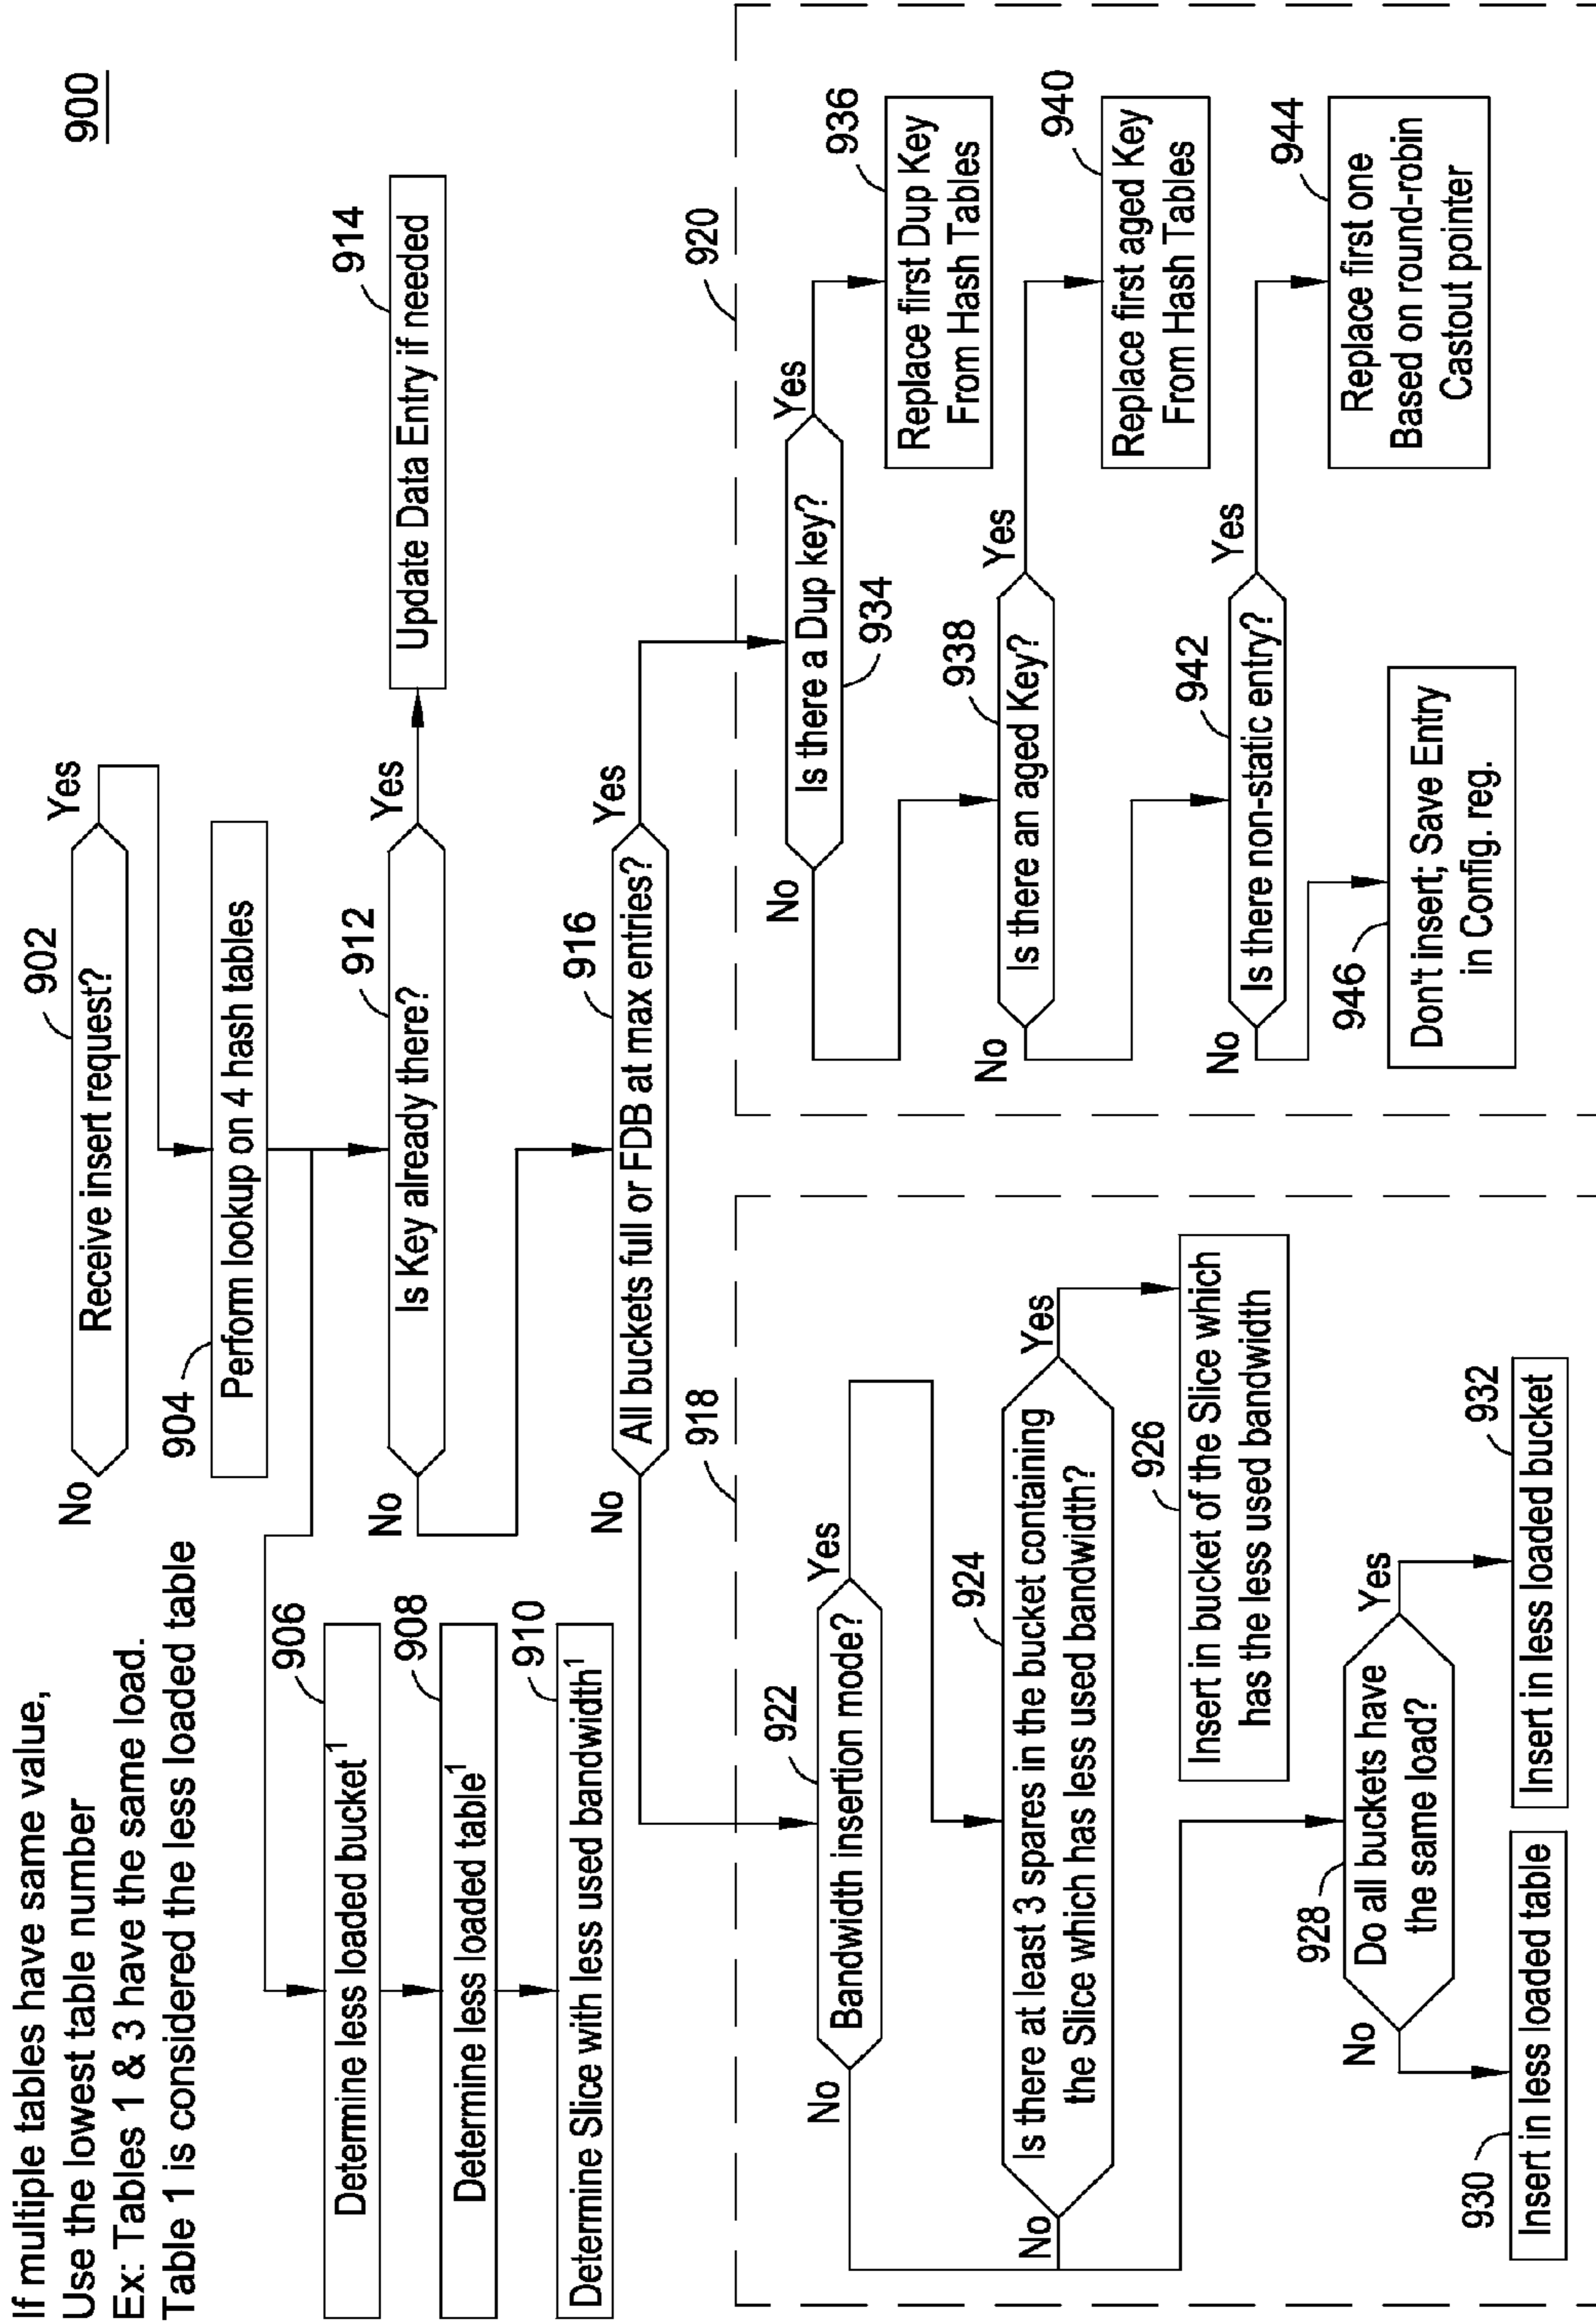 If multiple tables have same value,
Use the lowest table number
Ex: Tables 1 & 3 have the same load.
Table 1 is considered the less loaded table
900
902
No
Receive insert request?
Yes
904
Perform lookup on 4 hash tables
906
Determine less loaded bucket1
908
Determine less loaded table1
910
Determine Slice with less used bandwidth1
912
No
Is Key already there?
Yes
914
Update Data Entry if needed
916
No
All buckets full or FDB at max entries?
Yes
918
922
No
Bandwidth insertion mode?
Yes
924
No
Is there at least 3 spares in the bucket containing
the Slice which has less used bandwidth?
Yes
926
Insert in bucket of the Slice which
has the less used bandwidth
928
No
Do all buckets have
the same load?
Yes
930
Insert in less loaded table
932
Insert in less loaded bucket
920
No
Is there a Dup key?
Yes
934
936
Replace first Dup Key
From Hash Tables
938
No
Is there an aged Key?
Yes
940
Replace first aged Key
From Hash Tables
942
No
Is there non-static entry?
Yes
944
Replace first one
Based on round-robin
Castout pointer
946
Don't insert; Save Entry
in Config. reg.